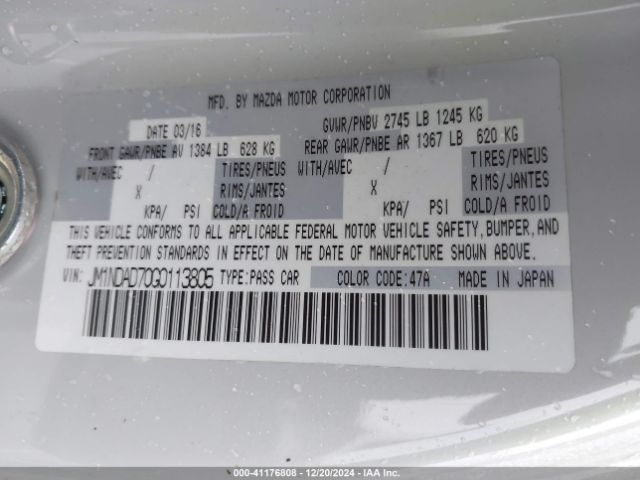 MFD. BY MAZDA MOTOR CORPORATION
DATE 03/16 GVWR/PNBV 2745 LB 1245 KG
FRONT GAWR/PNBE AV 1384 LB 628 KG REAR GAWR/PNBE AR 1367 LB 620 KG
WITH/AVEC / TIRES/PNEUS WITH/AVEC / TIRES/PNEUS
X RIMS/JANTES X RIMS/JANTES
KPA/ PSI COLD/A FROID KPA/ PSI COLD/A FROID
THIS VEHICLE CONFORMS TO ALL APPLICABLE FEDERAL MOTOR VEHICLE SAFETY, BUMPER, AND
THEFT PREVENTION STANDARDS IN EFFECT ON THE DATE OF MANUFACTURE SHOWN ABOVE.
VIN: JM1NDAD70G0113805 TYPE:PASS CAR COLOR CODE:47A MADE IN JAPAN
000-41176808 - 12/20/2024 - IAA Inc.